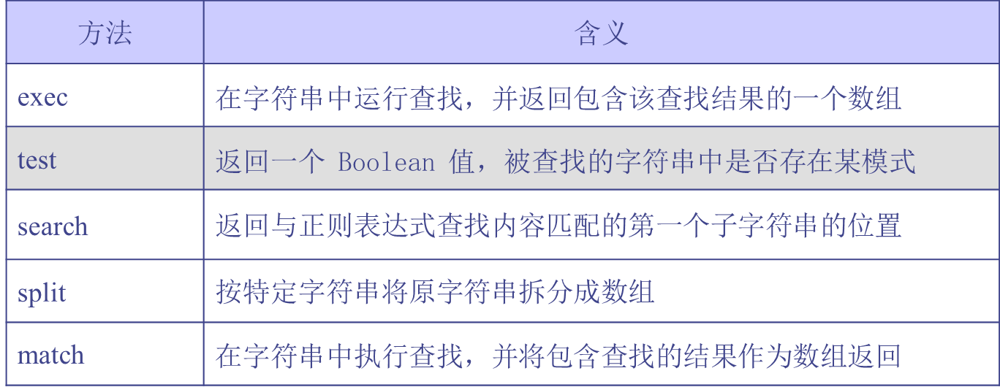 方法 含义
exec 在字符串中运行查找，并返回包含该查找结果的一个数组
test 返回一个 Boolean 值，被查找的字符串中是否存在某模式
search 返回与正则表达式查找内容匹配的第一个子字符串的位置
split 按特定字符串将原字符串拆分成数组
match 在字符串中执行查找，并将包含查找的结果作为数组返回